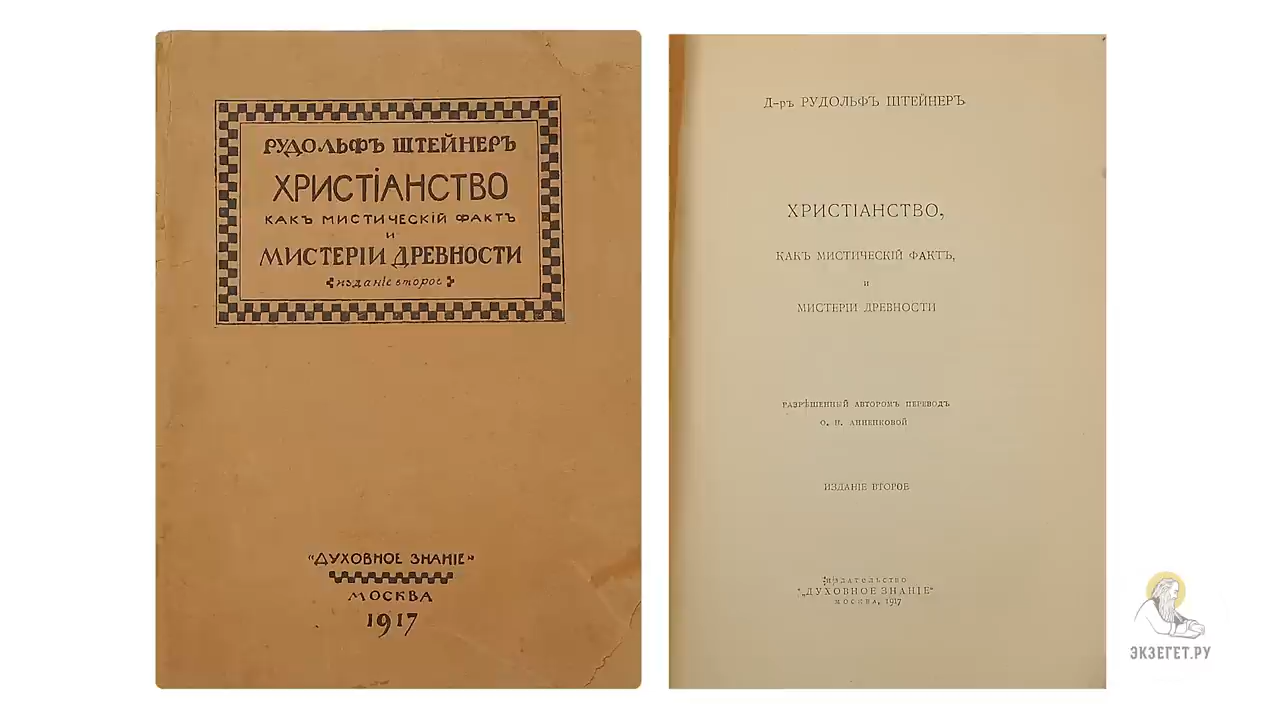 РУДОЛЬФЪ ШТЕЙНЕРЪ
ХРИСТІАНСТВО
КАКЪ МИСТИЧЕСКІЙ ФАКТЪ
И
МИСТЕРІИ ДРЕВНОСТИ
изданіе второе
"ДУХОВНОЕ ЗНАНІЕ"
МОСКВА
1917
Д-ръ РУДОЛЬФЪ ШТЕЙНЕРЪ
ХРИСТІАНСТВО,
КАКЪ МИСТИЧЕСКІЙ ФАКТЪ,
И
МИСТЕРІИ ДРЕВНОСТИ
РАЗРѢШЕННЫЙ АВТОРОМЪ ПЕРЕВОДЪ
О. Н. АННЕНКОВОЙ
ИЗДАНІЕ ВТОРОЕ
ИЗДАТЕЛЬСТВО
"ДУХОВНОЕ ЗНАНІЕ"
МОСКВА, 1917
ЭКЗЕГЕТ.РУ